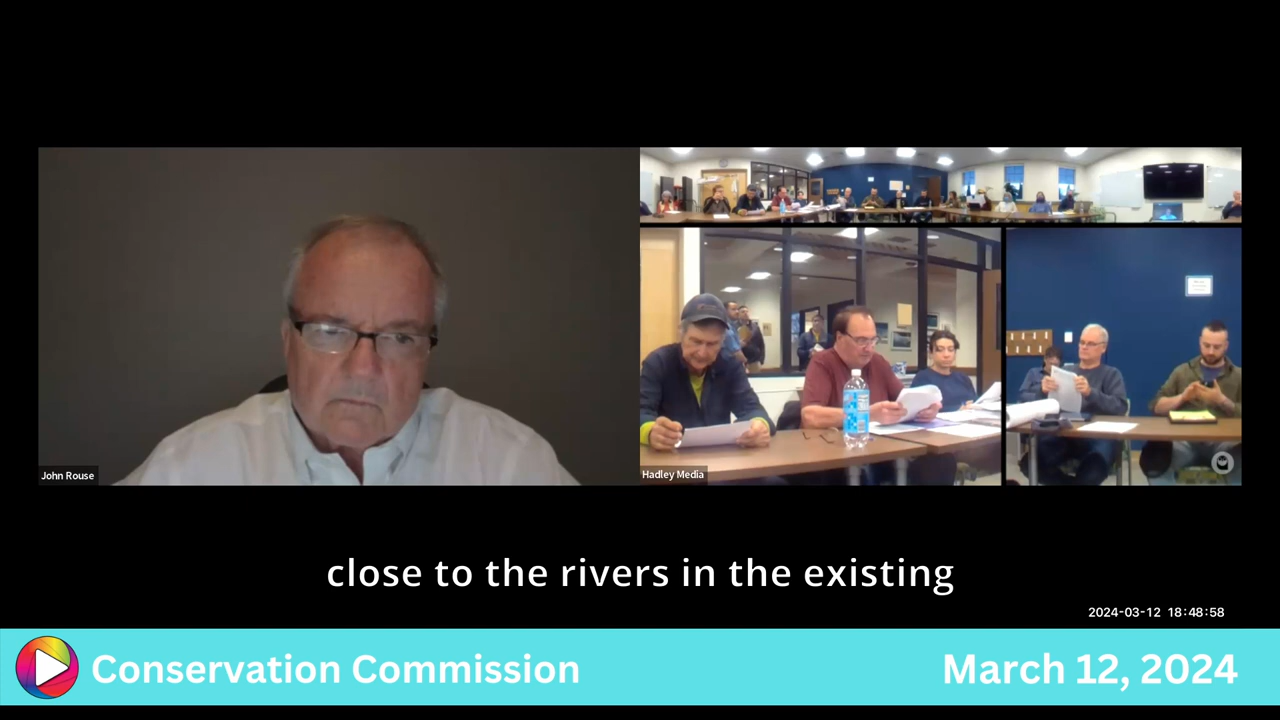 John Rouse
Hadley Media
close to the rivers in the existing
2024-03-12 18:48:58
Conservation Commission
March 12, 2024